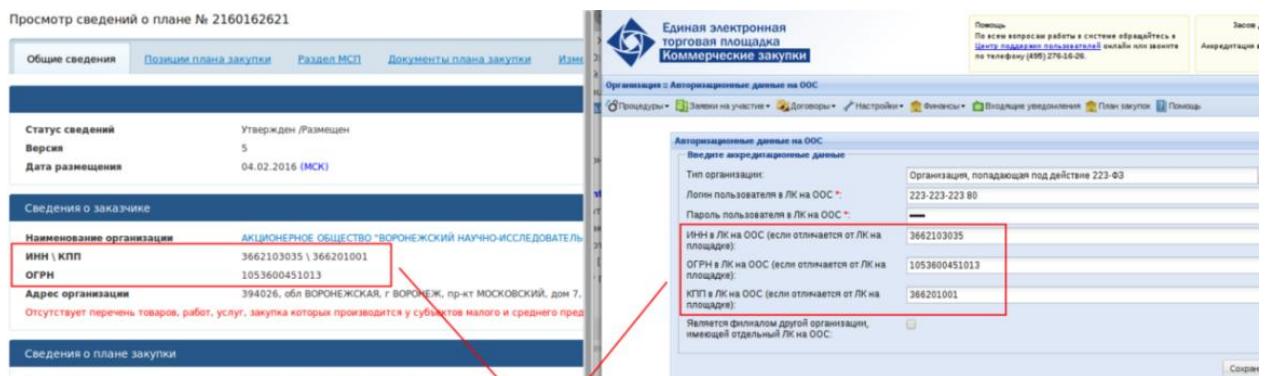 Просмотр сведений о плане № 2160162621
Общие сведения
Позиции плана закупки
Раздел МСП
Документы плана закупки
Статус сведений Утвержден /Размещен
Версия 5
Дата размещения 04.02.2016 (МСК)
Сведения о заказчике
Наименование организации АКЦИОНЕРНОЕ ОБЩЕСТВО "ВОРОНЕЖСКИЙ
ИНН \ КПП 3662103035 \ 366201001
ОГРН 1053600451013
Адрес организации 394026, обл ВОРОНЕЖСКАЯ, г ВОРОНЕЖ, пр-кт МОСКОВСКИЙ, дом 7,
Отсутствует перечень товаров, работ, услуг, закупка которых производится у субъектов малого и среднего
Сведения о плане закупки
Единая электронная
торговая площадка
Коммерческие закупки
Помощь
По всем вопросам работы в системе обращайтесь в
Центр поддержки пользователей онлайн или звоните
по телефону (495) 276-16-26.
Аккредитация
Организация :: Авторизационные данные на ООС
Процедуры
Заявки на участие
Договоры
Настройки
Финансы
Входящие уведомления
План закупок
Помощь
Авторизационные данные на ООС
Введите аккредитационные данные
Тип организации: Организация, попадающая под действие 223-ФЗ
Логин пользователя в ЛК на ООС *: 223-223-223 80
Пароль пользователя в ЛК на ООС *:
ИНН в ЛК на ООС (если отличается от ЛК на 3662103035
площадке):
ОГРН в ЛК на ООС (если отличается от ЛК на 1053600451013
площадке):
КПП в ЛК на ООС (если отличается от ЛК на 366201001
площадке):
Является филиалом другой организации,
имеющей отдельный ЛК на ООС: